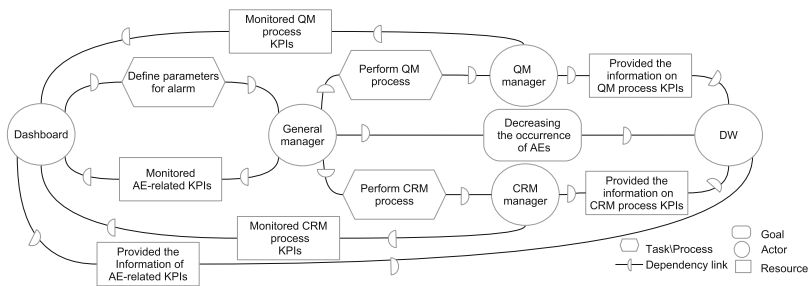 Monitored QM
process
KPIs
Define parameters
for alarm
Perform QM
process
QM
manager
Provided the
information on
QM process KPIs
Dashboard
General
manager
Decreasing
the occurrence
of AEs
DW
Monitored
AE-related KPIs
Perform CRM
process
CRM
manager
Provided the
information on
CRM process KPIs
Monitored CRM
process
KPIs
Provided the
Information of
AE-related KPIs
Goal
Task\Process
Actor
Dependency link
Resource